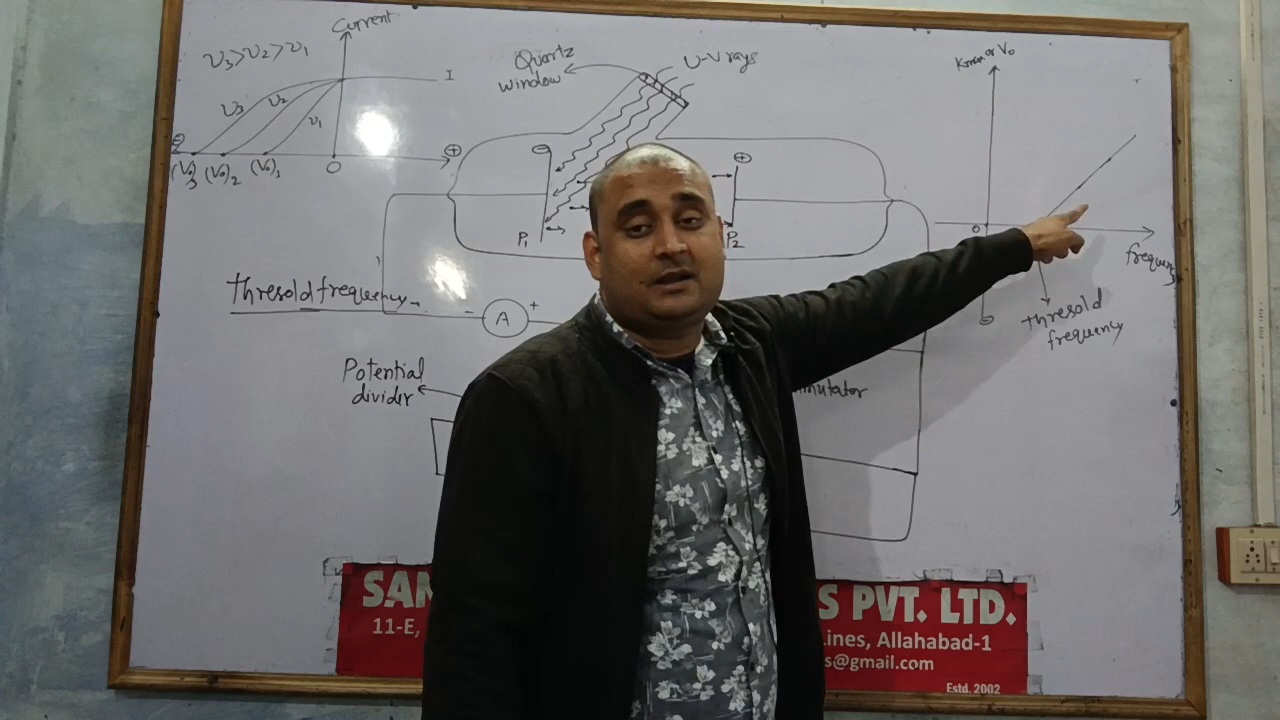 Current
ν3>ν2>ν1
I
ν3
ν2
ν1
(V0)3 (V0)2 (V0)1
O
Quartz
window
U-V rays
P1
P2
Thresold frequency
A
+
-
Potential
divider
mutator
Kmax or V0
O
frequency
Thresold
frequency
SAN
S PVT. LTD.
11-E,
Lines, Allahabad-1
s@gmail.com
Estd. 2002